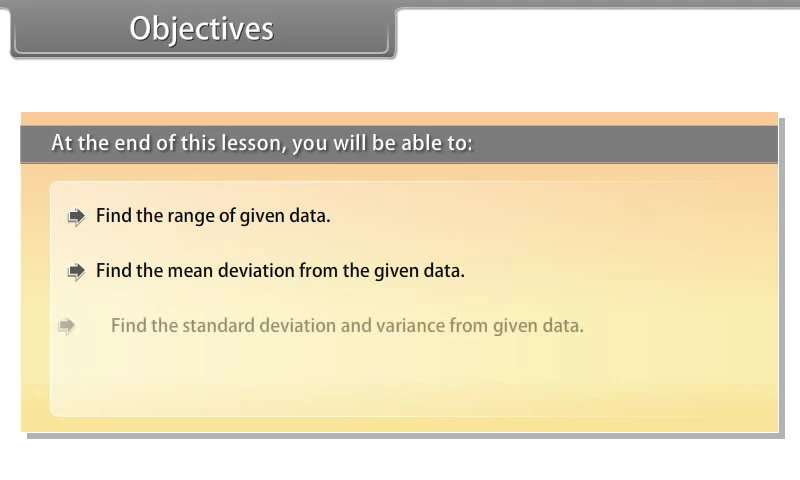 Objectives
At the end of this lesson, you will be able to:
Find the range of given data.
Find the mean deviation from the given data.
Find the standard deviation and variance from given data.